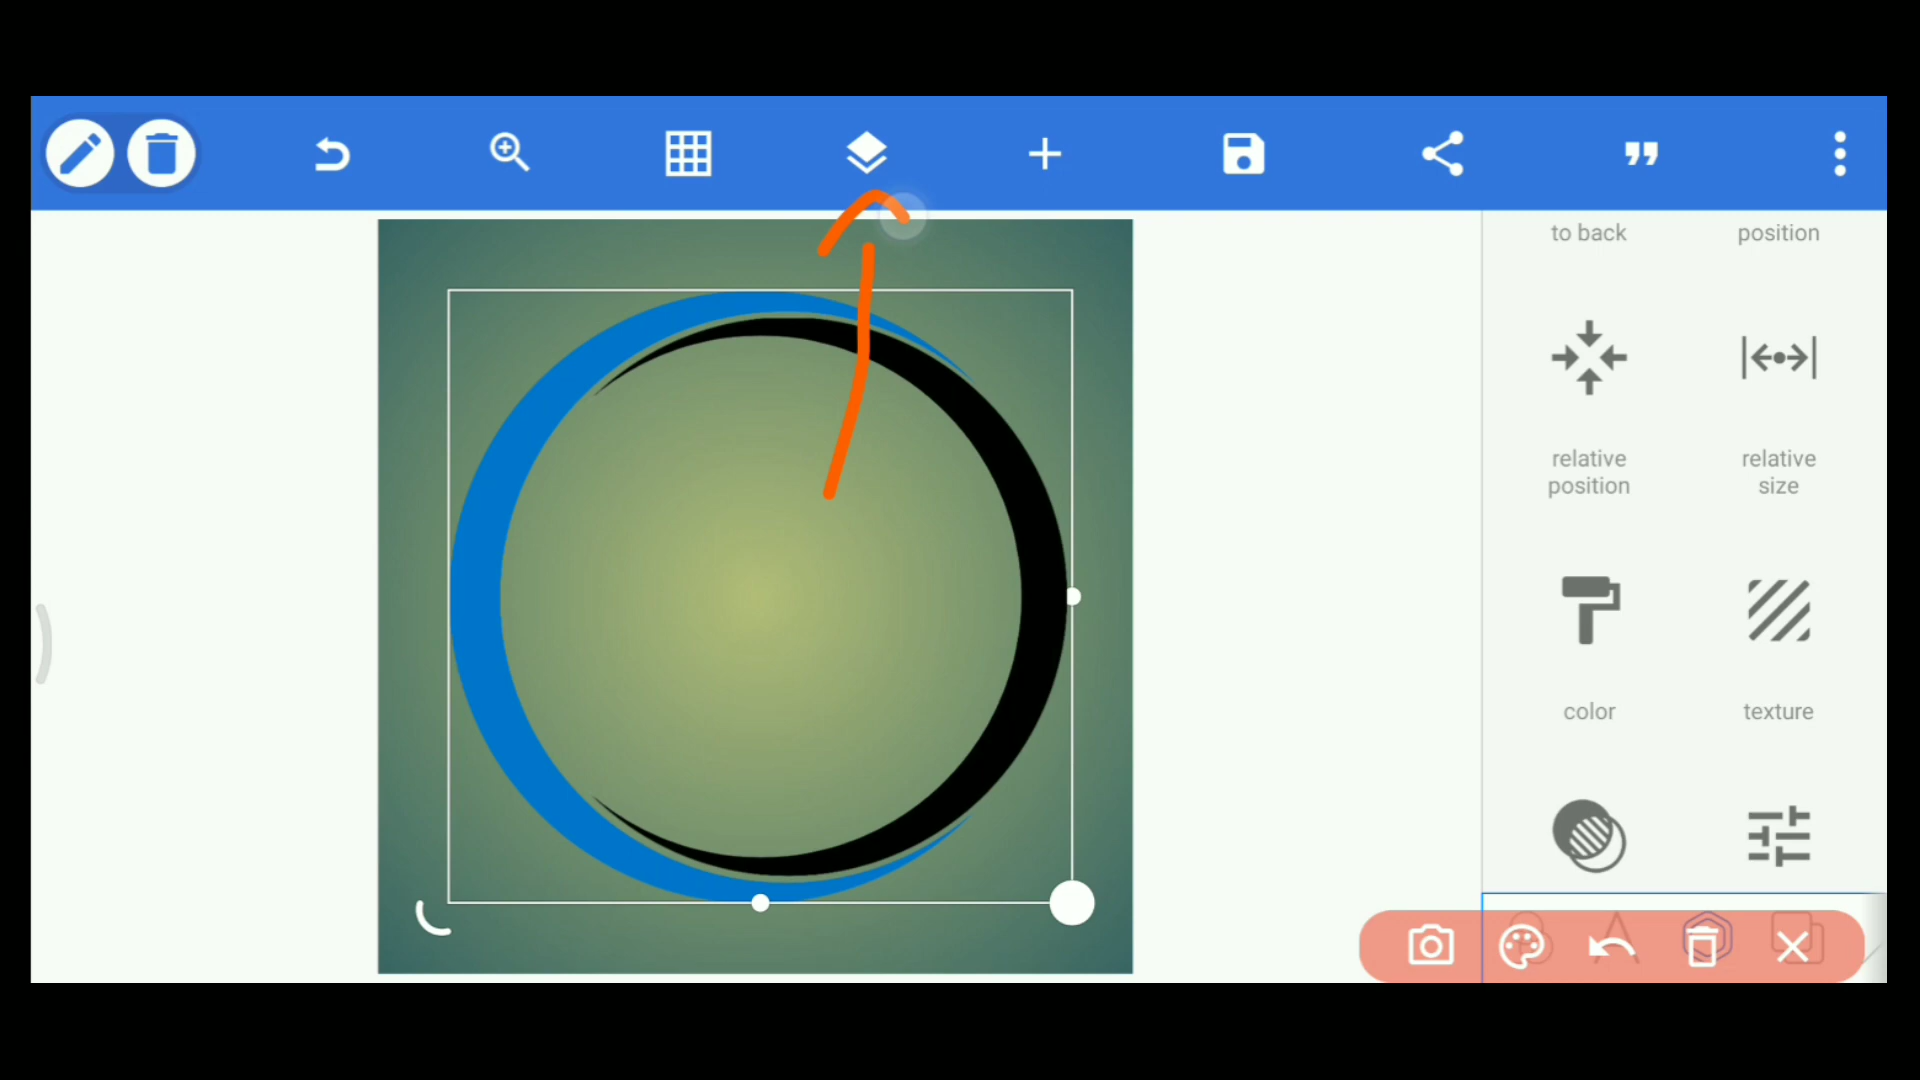 to back
position
relative
position
relative
size
color
texture